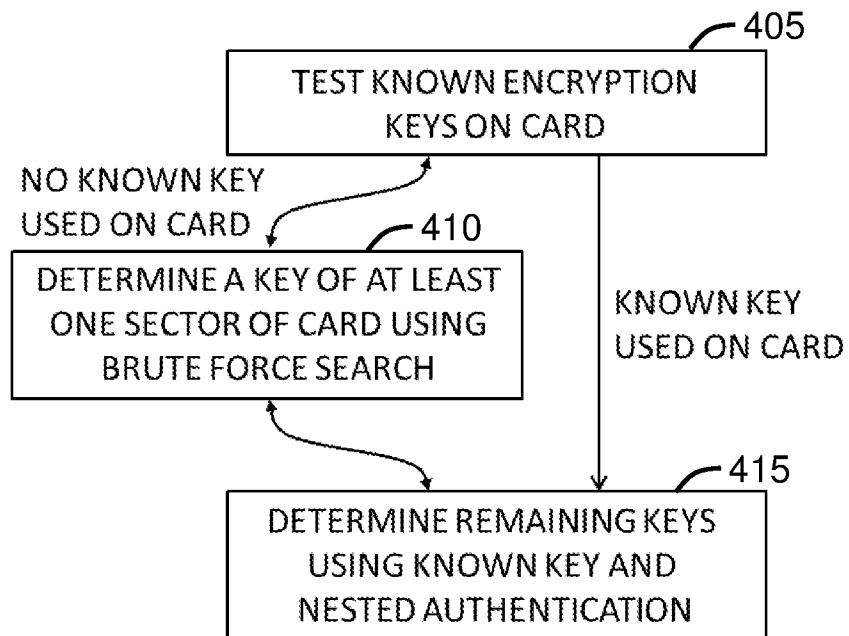 405
TEST KNOWN ENCRYPTION
KEYS ON CARD
NO KNOWN KEY
USED ON CARD
410
DETERMINE A KEY OF AT LEAST
ONE SECTOR OF CARD USING
BRUTE FORCE SEARCH
KNOWN KEY
USED ON CARD
415
DETERMINE REMAINING KEYS
USING KNOWN KEY AND
NESTED AUTHENTICATION